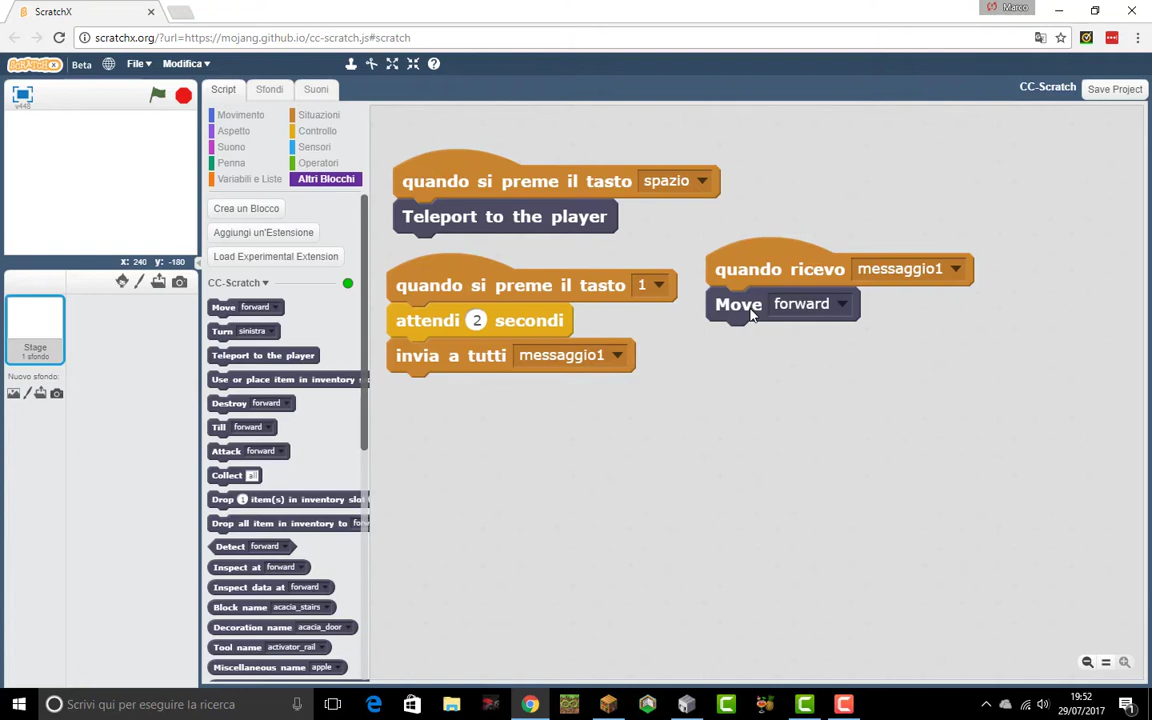 ScratchX
Marco
scratchx.org/?url=https://mojang.github.io/cc-scratch.js#scratch
SCRATCHX
Beta
File
Modifica
v448
x: 240 y: -180
Stage
1 sfondo
Nuovo sfondo:
Script
Sfondi
Suoni
CC-Scratch
Save Project
Movimento
Situazioni
Aspetto
Controllo
Suono
Sensori
Penna
Operatori
Variabili e Liste
Altri Blocchi
Crea un Blocco
Aggiungi un'Estensione
Load Experimental Extension
CC-Scratch
Move forward
Turn sinistra
Teleport to the player
Use or place item in inventory s
Destroy forward
Till forward
Attack forward
Collect all
Drop 1 item(s) in inventory slot
Drop all item in inventory to forw
Detect forward
Inspect at forward
Inspect data at forward
Block name acacia_stairs
Decoration name acacia_door
Tool name activator_rail
Miscellaneous name apple
quando si preme il tasto spazio
Teleport to the player
quando si preme il tasto 1
attendi 2 secondi
invia a tutti messaggio1
quando ricevo messaggio1
Move forward
Scrivi qui per eseguire la ricerca
19:52
29/07/2017
1